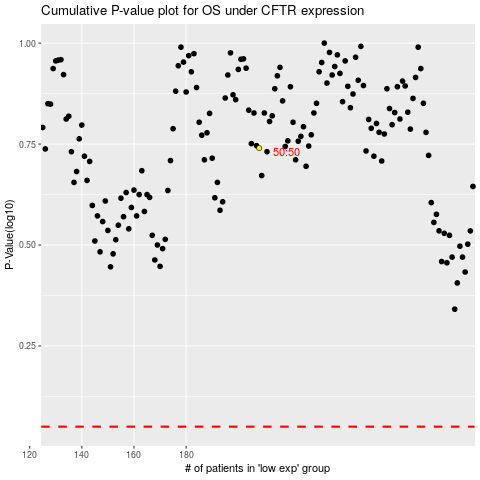 Cumulative P-value plot for OS under CFTR expression
P-Value(log10)
1.00
0.75
0.50
0.25
50:50
120 140 160 180
# of patients in 'low exp' group